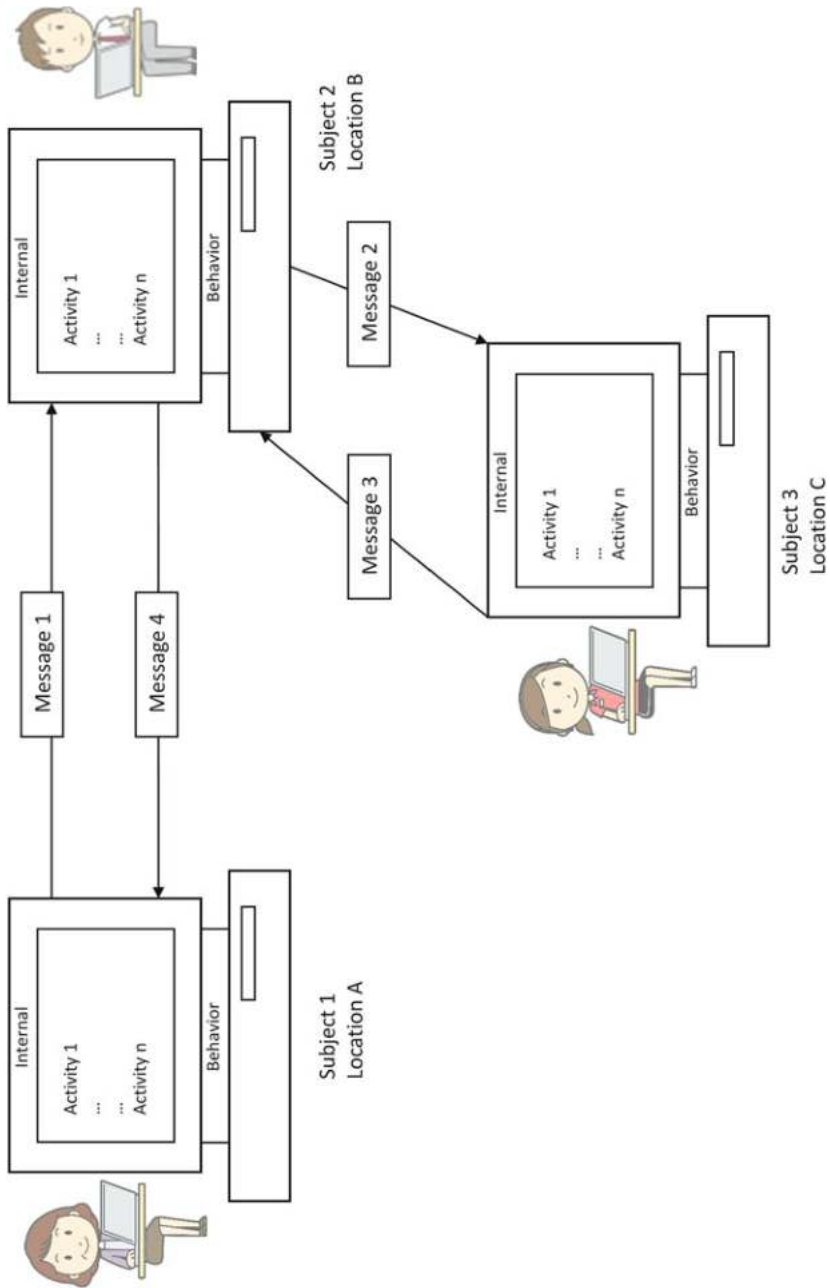 Internal
Activity 1
...
...
Activity n
Behavior
Subject 1
Location A
Message 1
Message 4
Internal
Activity 1
...
...
Activity n
Behavior
Subject 2
Location B
Message 3
Message 2
Internal
Activity 1
...
...
Activity n
Behavior
Subject 3
Location C